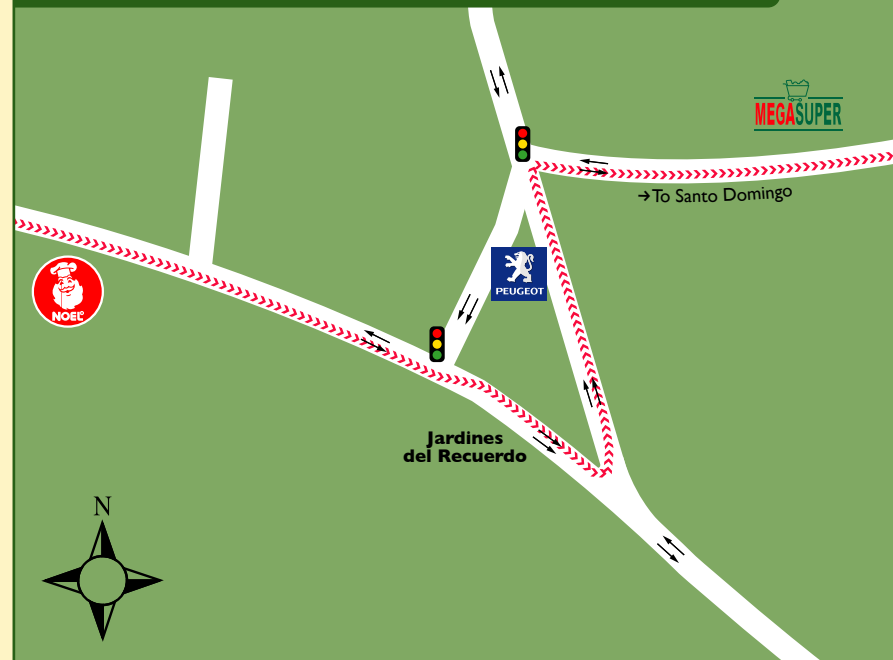 MEGASUPER
→To Santo Domingo
PEUGEOT
NOEL
Jardines
del Recuerdo
N